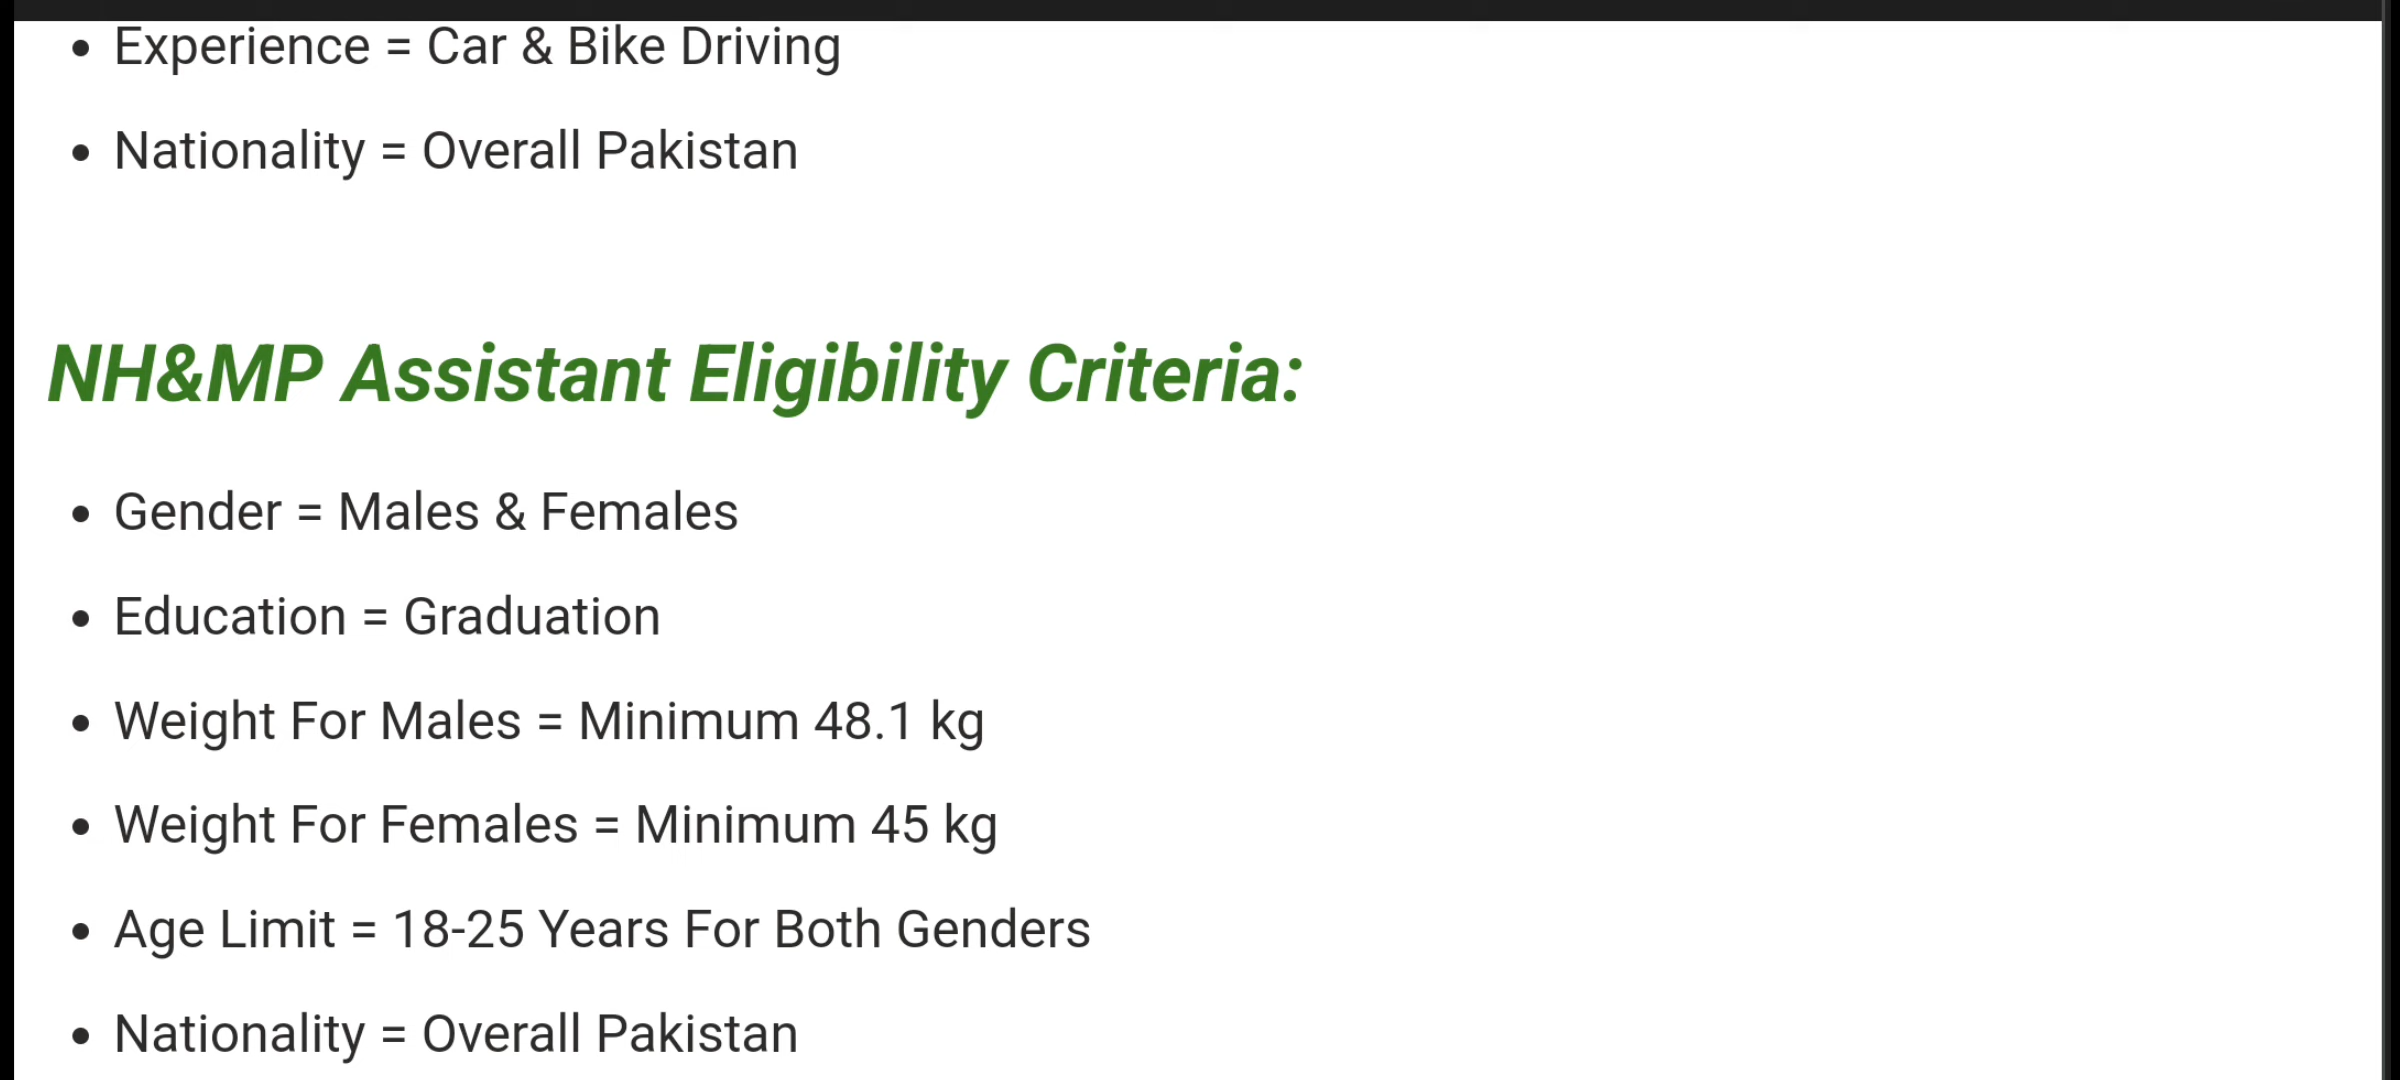 Experience = Car & Bike Driving
Nationality = Overall Pakistan
NH&MP Assistant Eligibility Criteria:
Gender = Males & Females
Education = Graduation
Weight For Males = Minimum 48.1 kg
Weight For Females = Minimum 45 kg
Age Limit = 18-25 Years For Both Genders
Nationality = Overall Pakistan